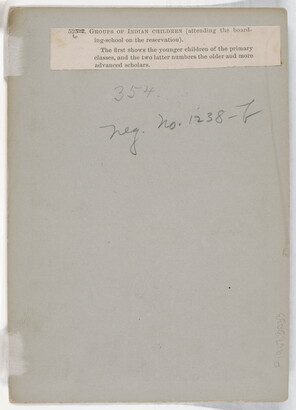 GROUPS OF INDIAN CHILDREN (attending the board-
ing-school on the reservation).
The first shows the younger children of the primary
classes, and the two latter numbers the older and more
advanced scholars.
354.
neg. no. 1238-b